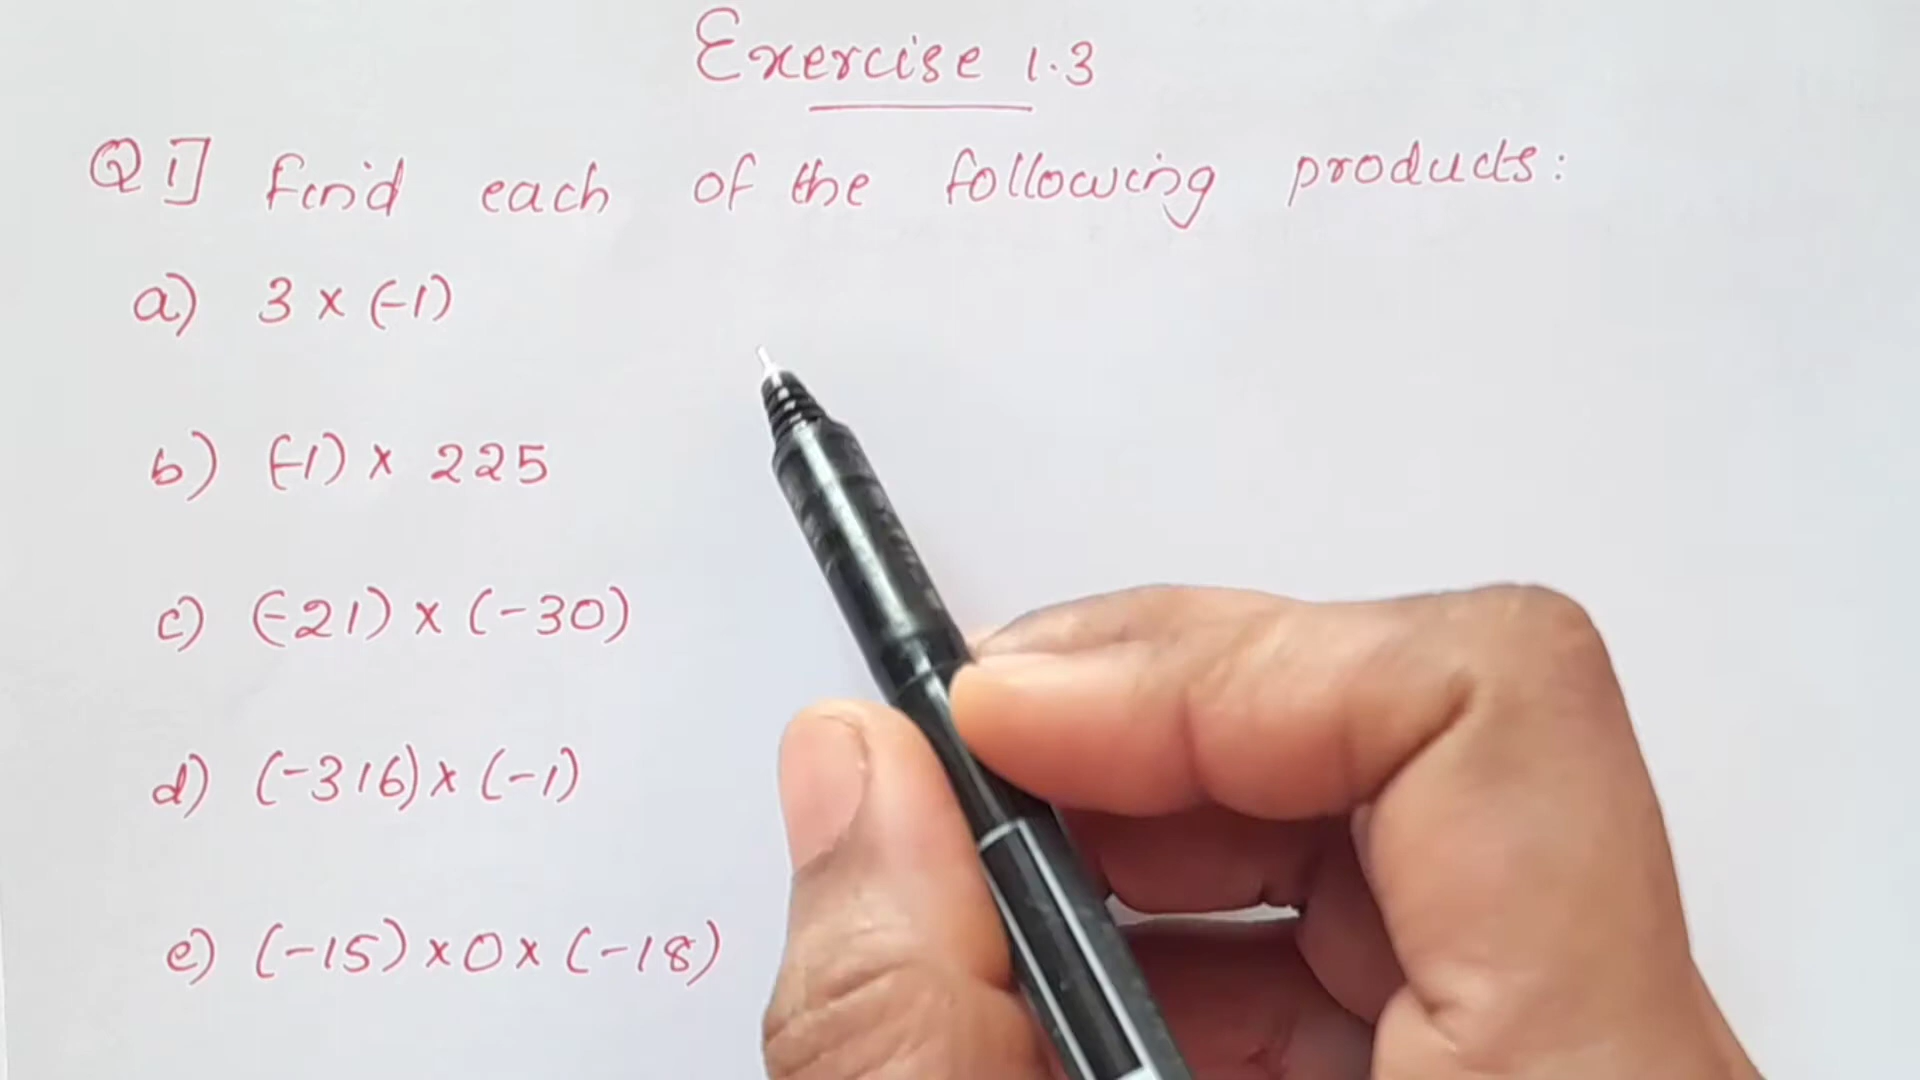 Exercise 1.3
Q 1] Find each of the following products:
a) 3 × (-1)
b) (-1) × 225
c) (-21) × (-30)
d) (-316) × (-1)
e) (-15) × 0 × (-18)